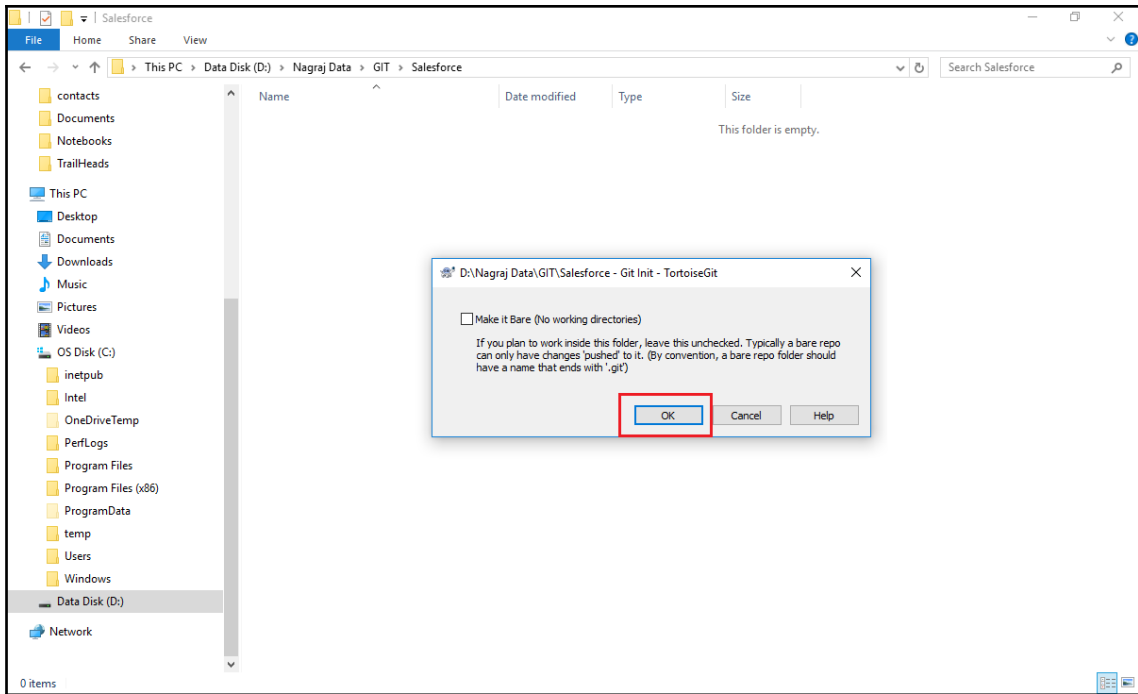 Salesforce
File Home Share View
> This PC > Data Disk (D:) > Nagraj Data > GIT > Salesforce
Search Salesforce
contacts
Documents
Notebooks
TrailHeads
This PC
Desktop
Documents
Downloads
Music
Pictures
Videos
OS Disk (C:)
inetpub
Intel
OneDriveTemp
PerfLogs
Program Files
Program Files (x86)
ProgramData
temp
Users
Windows
Data Disk (D:)
Network
Name Date modified Type Size
This folder is empty.
D:\Nagraj Data\GIT\Salesforce - Git Init - TortoiseGit
Make it Bare (No working directories)
If you plan to work inside this folder, leave this unchecked. Typically a bare repo
can only have changes 'pushed' to it. (By convention, a bare repo folder should
have a name that ends with '.git')
OK Cancel Help
0 items